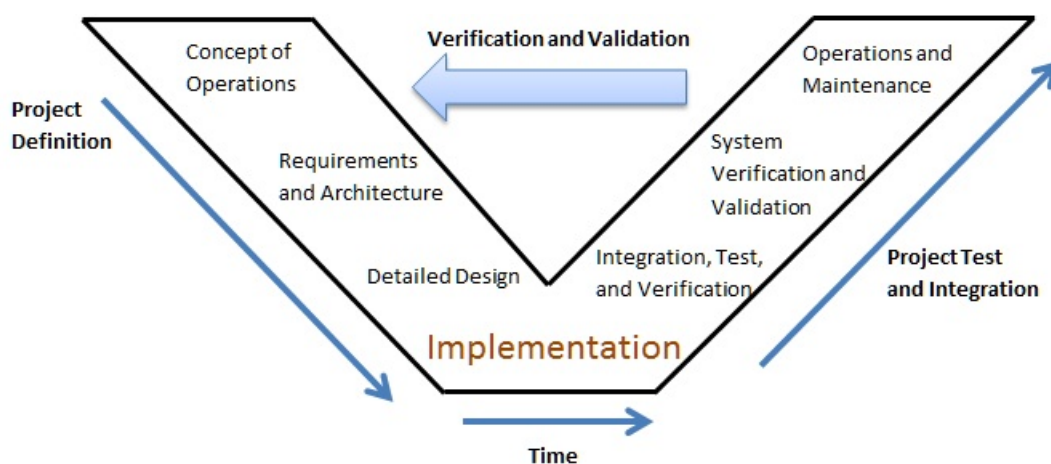 Concept of
Operations
Verification and Validation
Operations and
Maintenance
Project
Definition
Requirements
and Architecture
System
Verification and
Validation
Detailed Design
Integration, Test,
and Verification
Project Test
and Integration
Implementation
Time